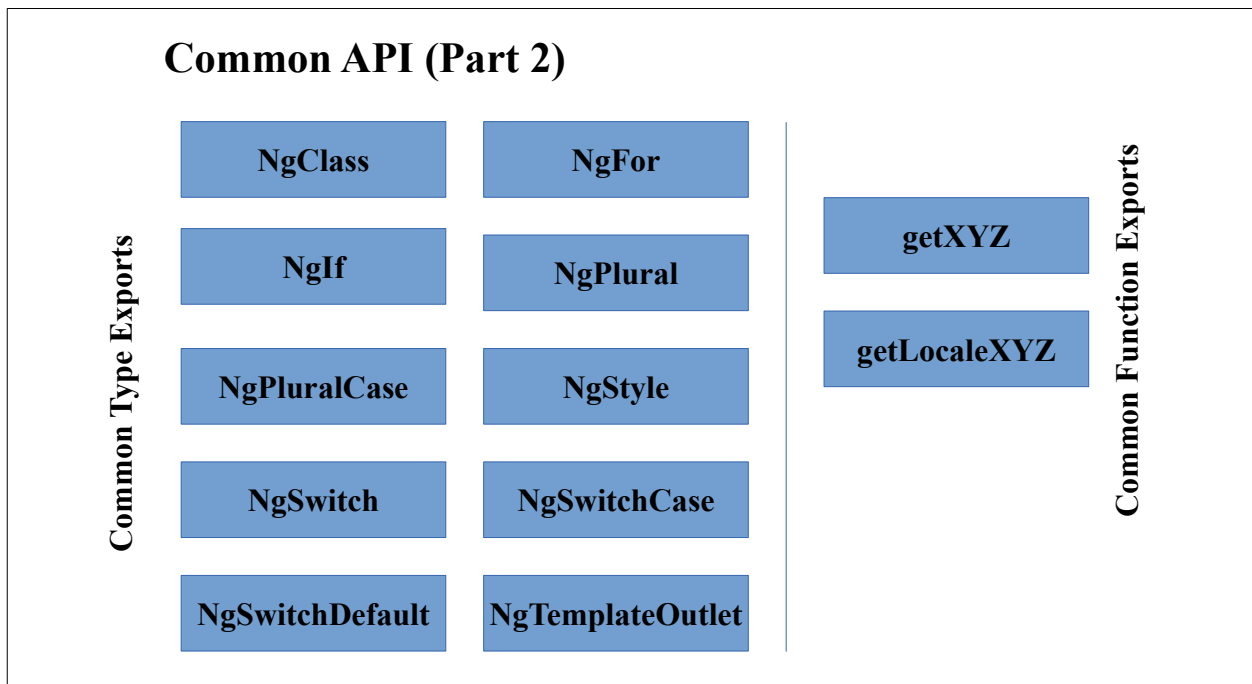 Common API (Part 2)
Common Type Exports
NgClass
NgFor
NgIf
NgPlural
NgPluralCase
NgStyle
NgSwitch
NgSwitchCase
NgSwitchDefault
NgTemplateOutlet
getXYZ
getLocaleXYZ
Common Function Exports